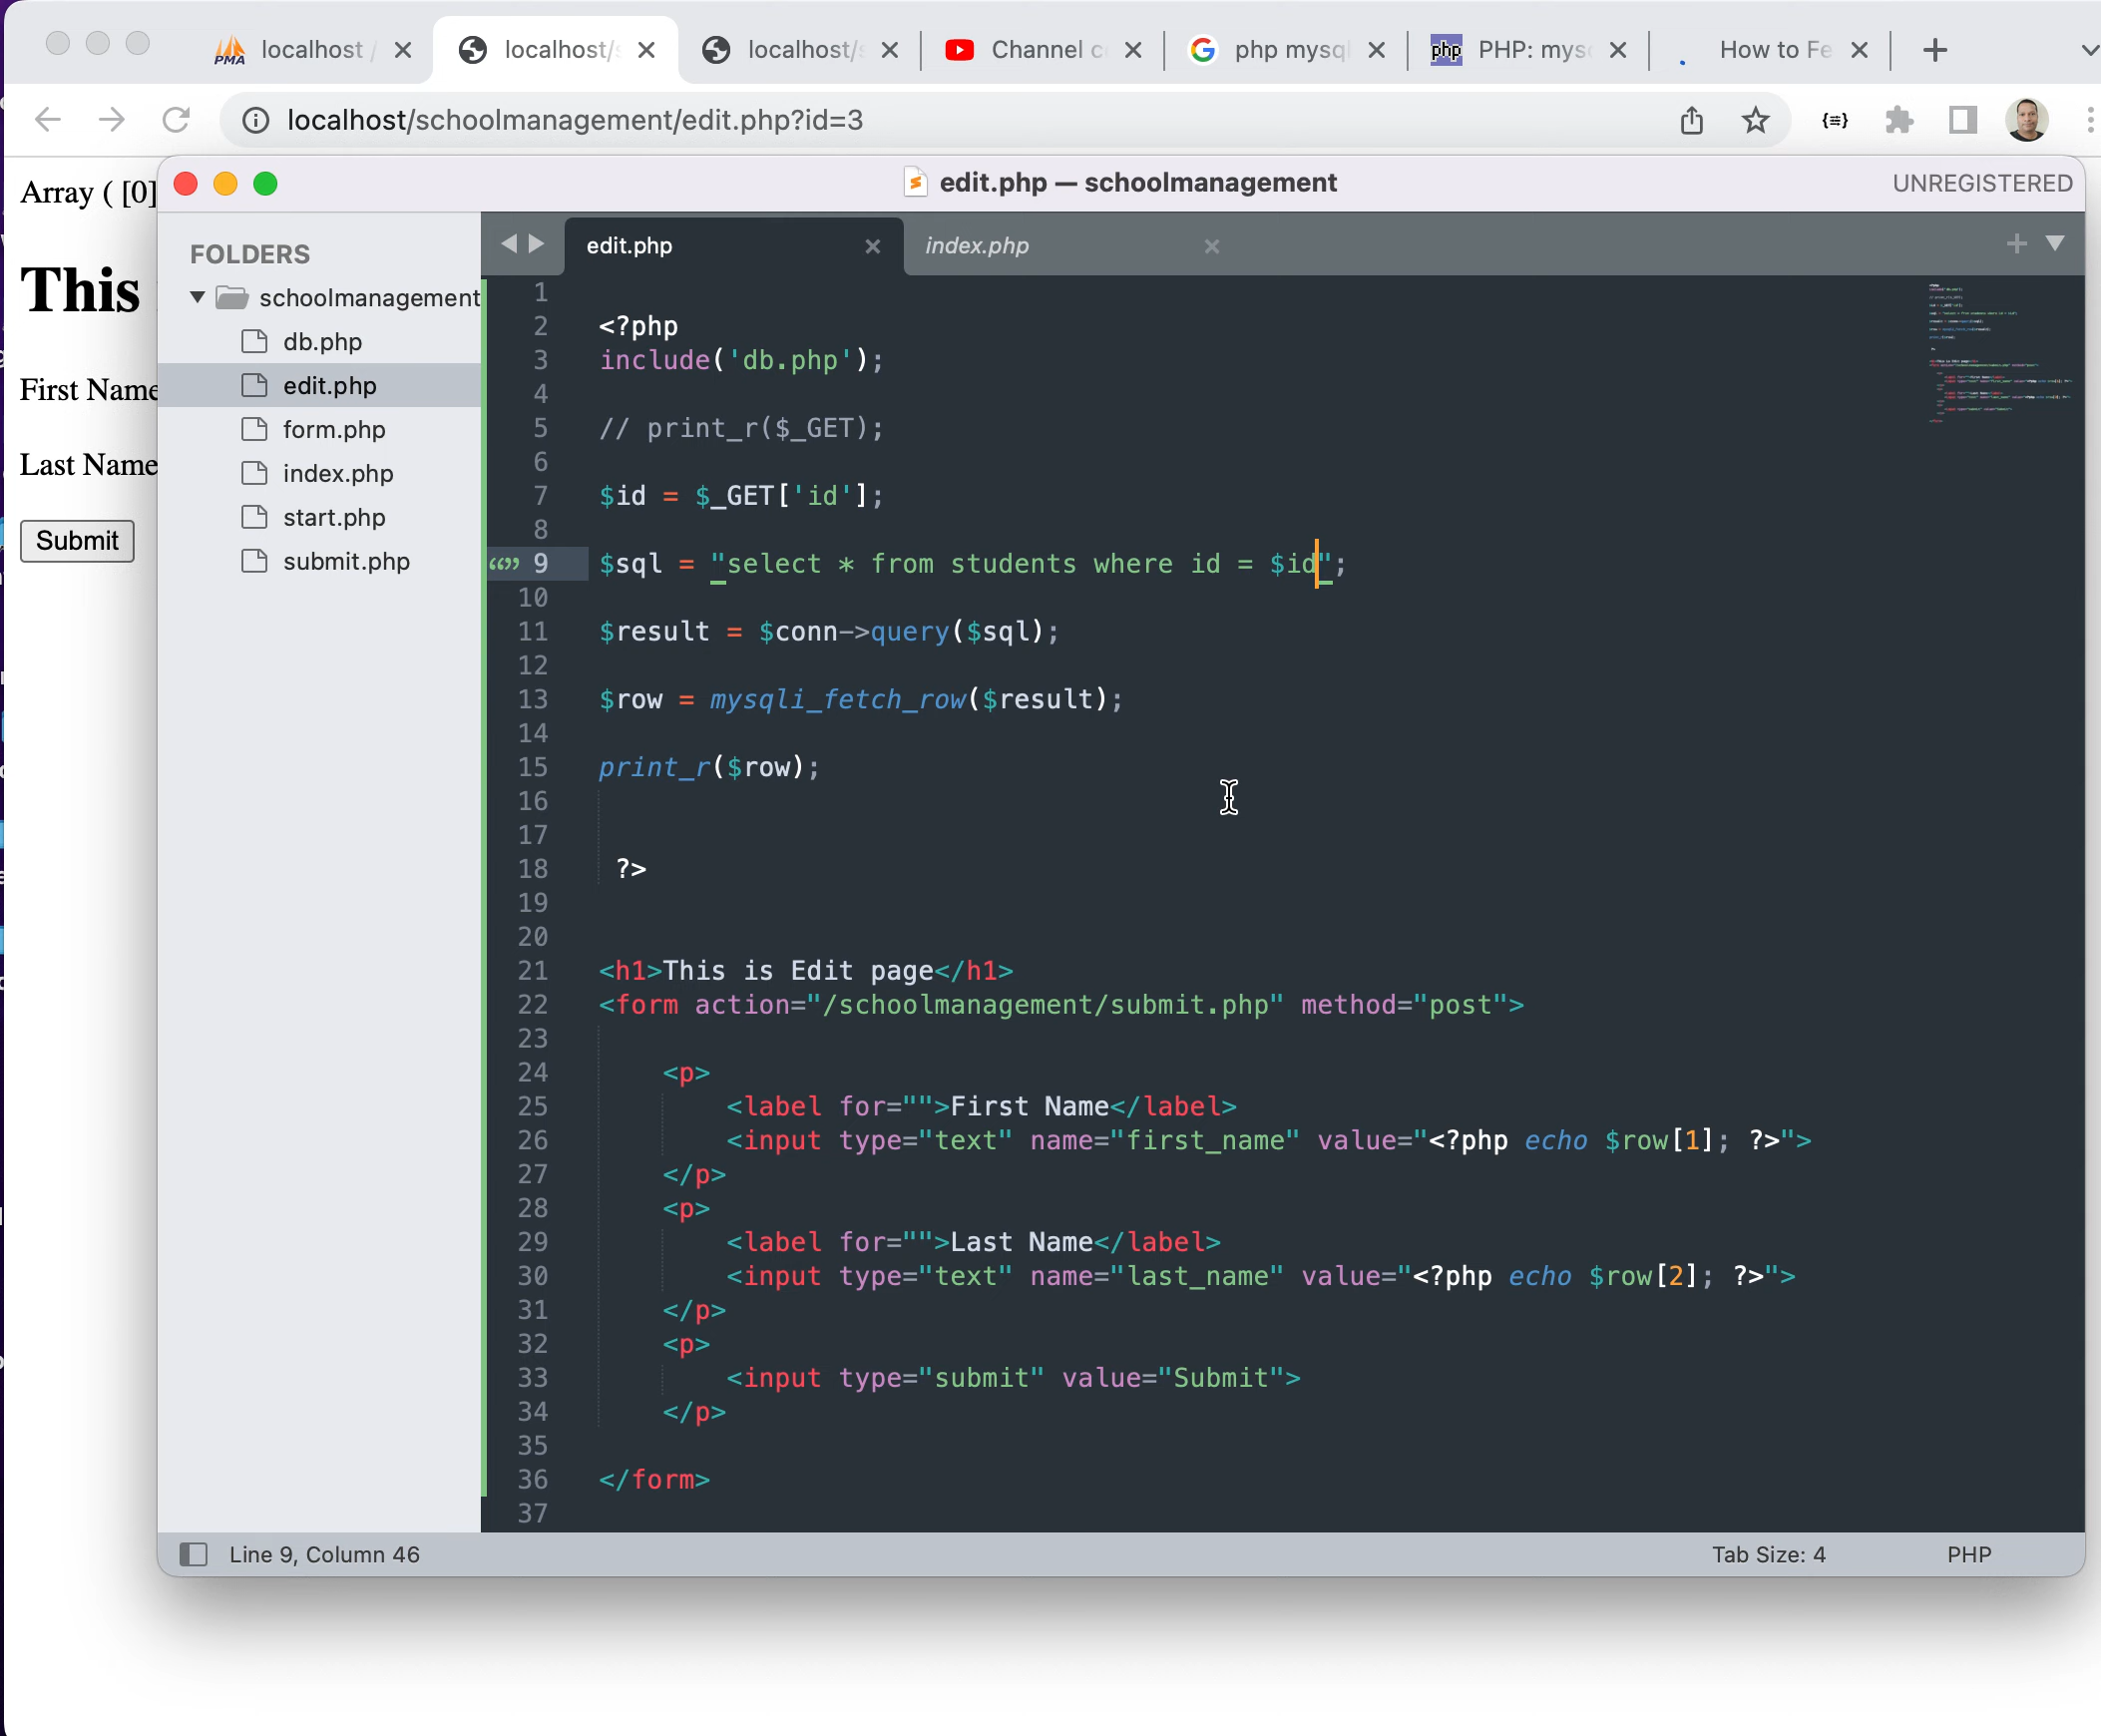 PMA localhost /
localhost/s
localhost/s
Channel c
php mysql
php PHP: mys
How to Fe
localhost/schoolmanagement/edit.php?id=3
edit.php — schoolmanagement
UNREGISTERED
Array ( [0]
This
First Name
Last Name
Submit
FOLDERS
schoolmanagement
db.php
edit.php
form.php
index.php
start.php
submit.php
edit.php
index.php
1
2 <?php
3 include('db.php');
4
5 // print_r($_GET);
6
7 $id = $_GET['id'];
8
9 $sql = "select * from students where id = $id";
10
11 $result = $conn->query($sql);
12
13 $row = mysqli_fetch_row($result);
14
15 print_r($row);
16
17
18 ?>
19
20
21 <h1>This is Edit page</h1>
22 <form action="/schoolmanagement/submit.php" method="post">
23
24 <p>
25 <label for="">First Name</label>
26 <input type="text" name="first_name" value="<?php echo $row[1]; ?>">
27 </p>
28 <p>
29 <label for="">Last Name</label>
30 <input type="text" name="last_name" value="<?php echo $row[2]; ?>">
31 </p>
32 <p>
33 <input type="submit" value="Submit">
34 </p>
35
36 </form>
37
Line 9, Column 46
Tab Size: 4
PHP